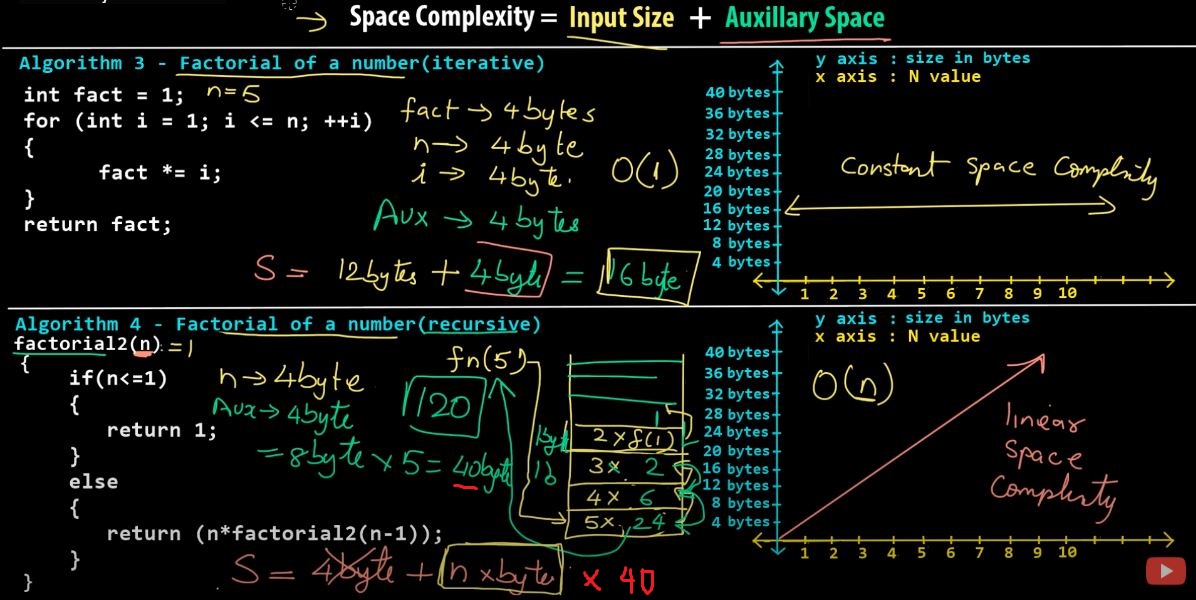 Space Complexity = Input Size + Auxillary Space
Algorithm 3 - Factorial of a number(iterative)
int fact = 1; n=5
for (int i = 1; i <= n; ++i)
{
fact *= i;
}
return fact;
fact → 4 bytes
n → 4 byte
i → 4 byte.
O(1)
Aux → 4 bytes
S = 12 bytes + 4 byte = 16 byte
y axis : size in bytes
x axis : N value
40 bytes
36 bytes
32 bytes
28 bytes
24 bytes
20 bytes
16 bytes
12 bytes
8 bytes
4 bytes
Constant Space Complxity
1 2 3 4 5 6 7 8 9 10
Algorithm 4 - Factorial of a number(recursive)
factorial2(n) = 1
{
if(n<=1)
{
return 1;
}
else
{
return (n*factorial2(n-1));
}
}
n → 4 byte
Aux → 4 byte
= 8 byte × 5 = 40 byte
120
fn(5)
1
2 × f(1)
3 × 2
4 × 6
5 × 24
S = 4 byte + n × byte × 40
y axis : size in bytes
x axis : N value
40 bytes
36 bytes
32 bytes
28 bytes
24 bytes
20 bytes
16 bytes
12 bytes
8 bytes
4 bytes
O(n)
linear
Space
Complxity
1 2 3 4 5 6 7 8 9 10